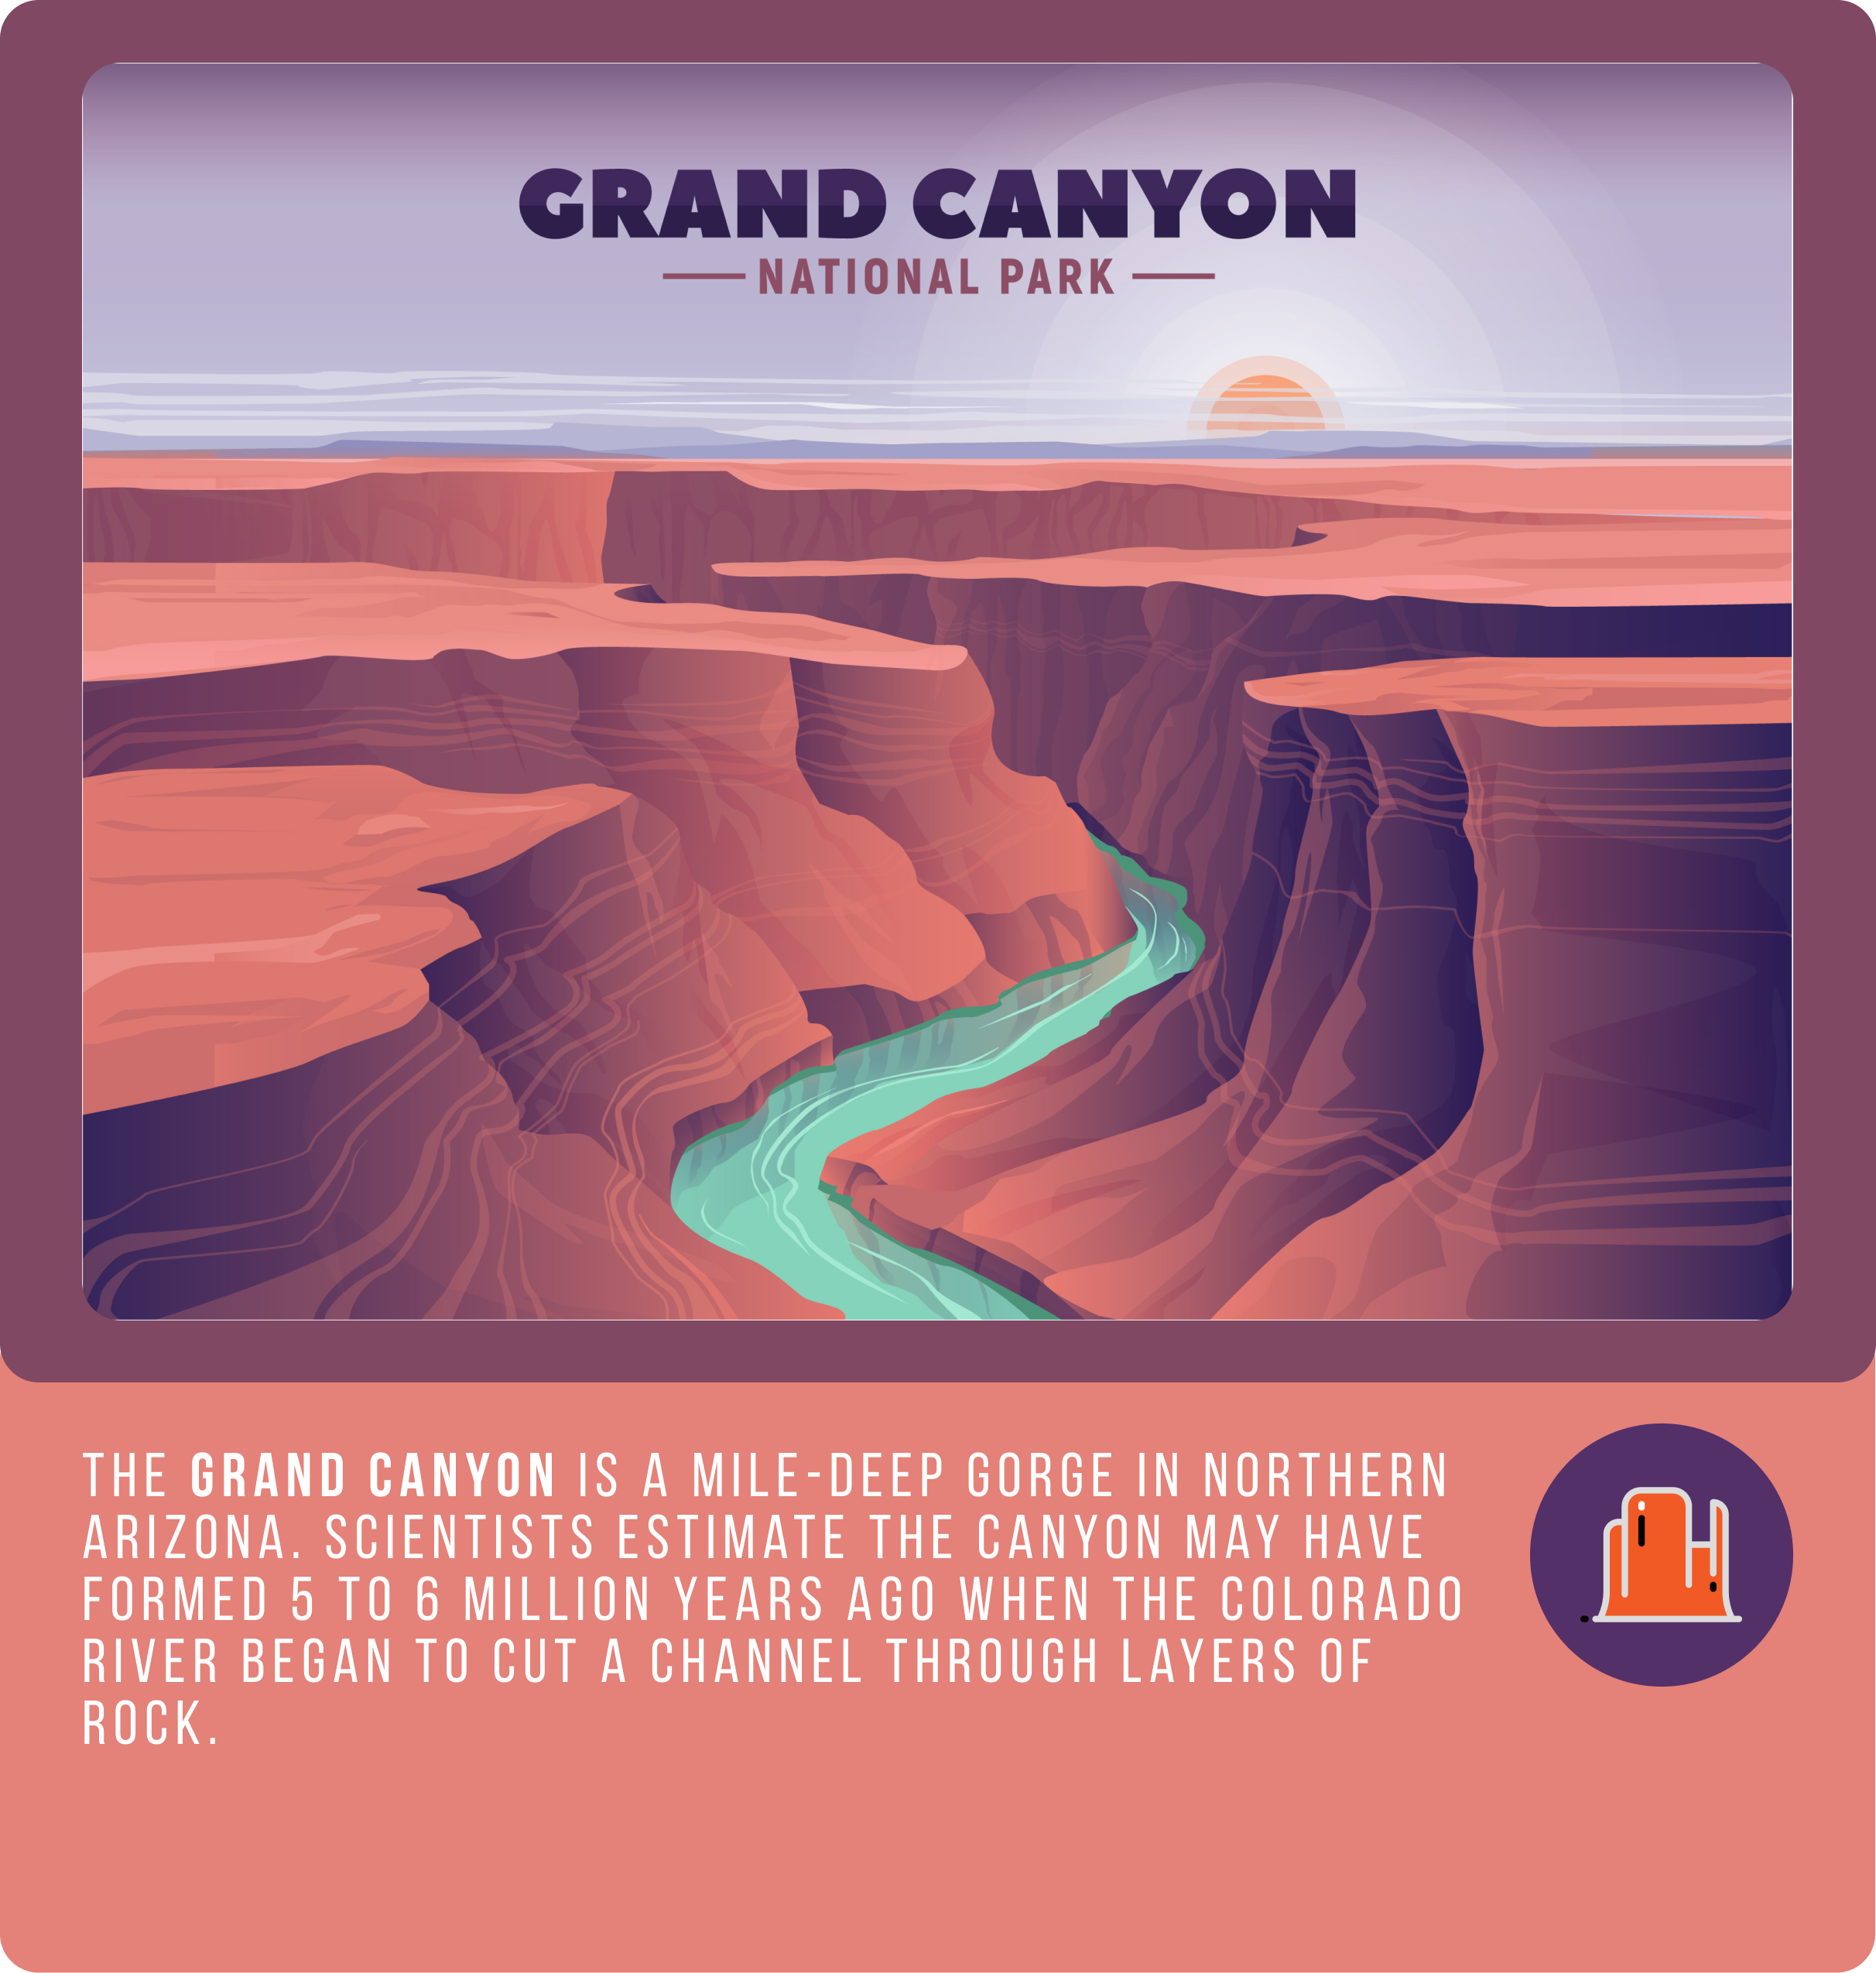 GRAND CANYON
NATIONAL PARK
THE GRAND CANYON IS A MILE-DEEP GORGE IN NORTHERN
ARIZONA. SCIENTISTS ESTIMATE THE CANYON MAY HAVE
FORMED 5 TO 6 MILLION YEARS AGO WHEN THE COLORADO
RIVER BEGAN TO CUT A CHANNEL THROUGH LAYERS OF
ROCK.